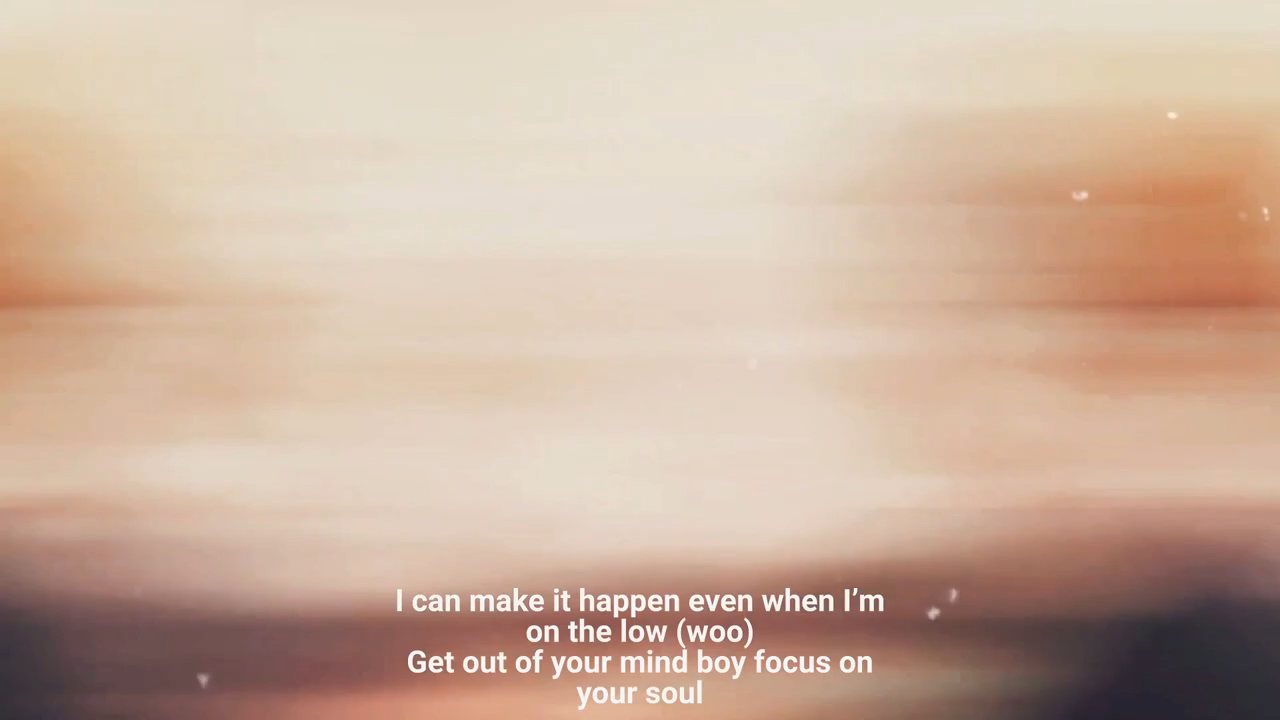 I can make it happen even when I’m
on the low (woo)
Get out of your mind boy focus on
your soul